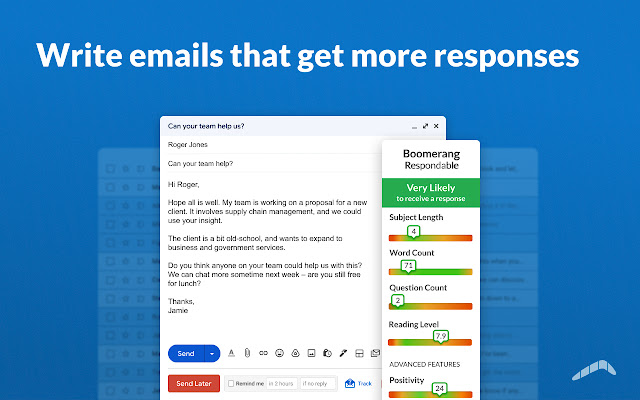 Write emails that get more responses
Can your team help us?
Roger Jones
Can your team help?
Hi Roger,
Hope all is well. My team is working on a proposal for a new
client. It involves supply chain management, and we could
use your insight.
The client is a bit old-school, and wants to expand to
business and government services.
Do you think anyone on your team could help us with this?
We can chat more sometime next week – are you still free
for lunch?
Thanks,
Jamie
Send
Send Later
Remind me
in 2 hours
if no reply
Track
Boomerang
Respondable
Very Likely
to receive a response
Subject Length
4
Word Count
71
Question Count
2
Reading Level
7.9
ADVANCED FEATURES
Positivity
24